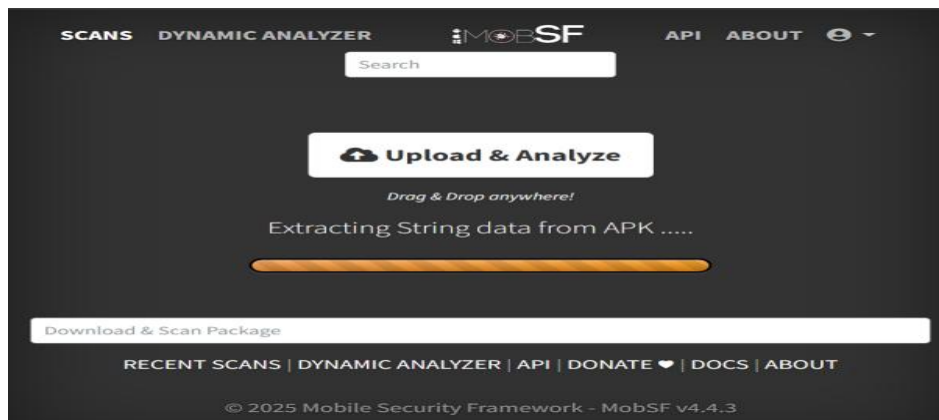 SCANS DYNAMIC ANALYZER MOBSF API ABOUT
Search
Upload & Analyze
Drag & Drop anywhere!
Extracting String data from APK .....
Download & Scan Package
RECENT SCANS | DYNAMIC ANALYZER | API | DONATE ♥ | DOCS | ABOUT
© 2025 Mobile Security Framework - MobSF v4.4.3